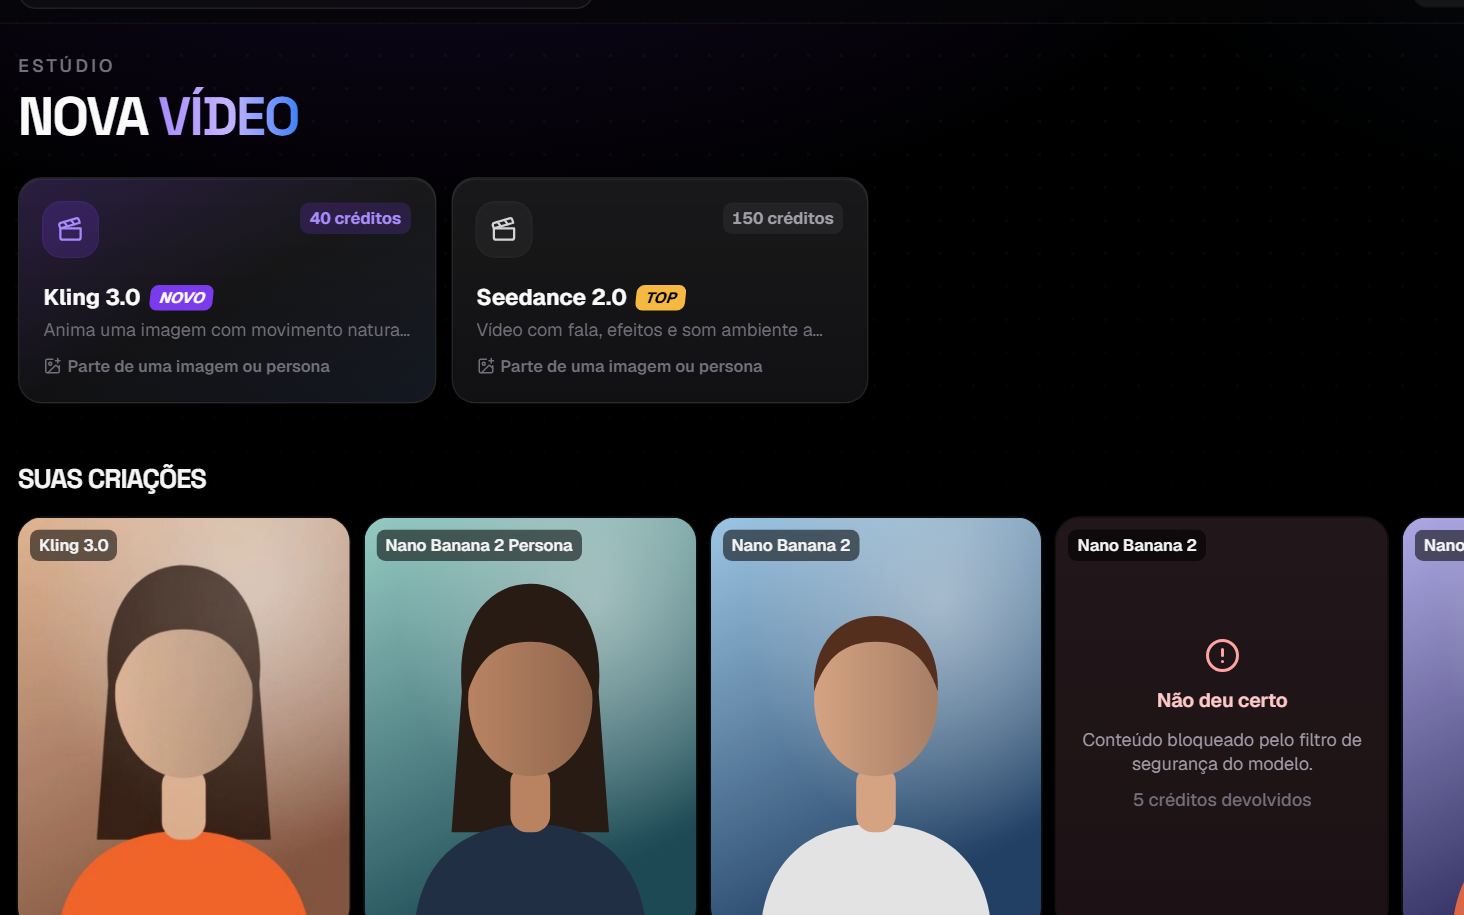 ESTÚDIO
NOVA VÍDEO
40 créditos
Kling 3.0 NOVO
Anima uma imagem com movimento natura...
Parte de uma imagem ou persona
150 créditos
Seedance 2.0 TOP
Vídeo com fala, efeitos e som ambiente a...
Parte de uma imagem ou persona
SUAS CRIAÇÕES
Kling 3.0
Nano Banana 2 Persona
Nano Banana 2
Nano Banana 2
Não deu certo
Conteúdo bloqueado pelo filtro de
segurança do modelo.
5 créditos devolvidos
Nano